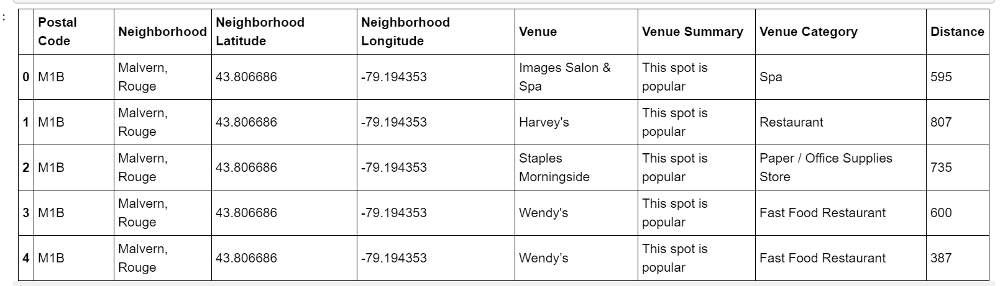 :
Postal Code Neighborhood Neighborhood Latitude Neighborhood Longitude Venue Venue Summary Venue Category Distance
0 M1B Malvern, Rouge 43.806686 -79.194353 Images Salon & Spa This spot is popular Spa 595
1 M1B Malvern, Rouge 43.806686 -79.194353 Harvey's This spot is popular Restaurant 807
2 M1B Malvern, Rouge 43.806686 -79.194353 Staples Morningside This spot is popular Paper / Office Supplies Store 735
3 M1B Malvern, Rouge 43.806686 -79.194353 Wendy's This spot is popular Fast Food Restaurant 600
4 M1B Malvern, Rouge 43.806686 -79.194353 Wendy’s This spot is popular Fast Food Restaurant 387